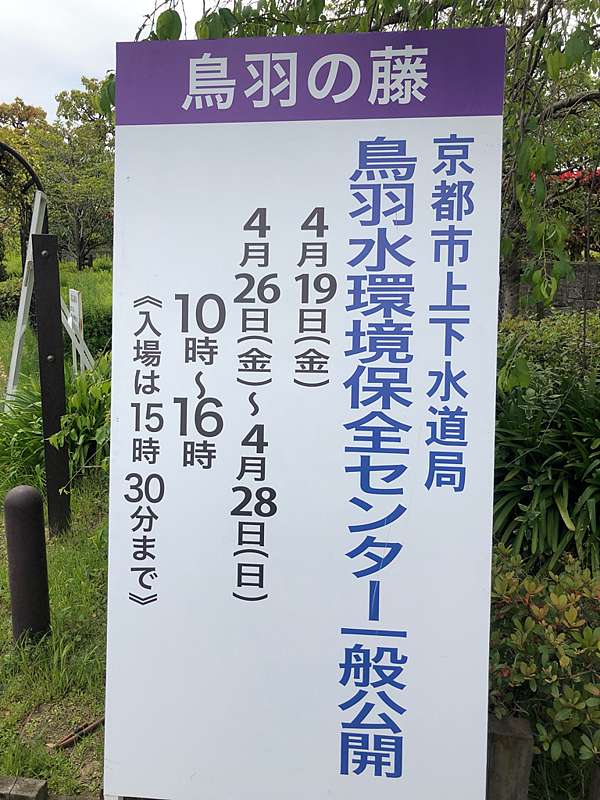 鳥羽の藤
京都市上下水道局
鳥羽水環境保全センター一般公開
4月19日(金)
4月26日(金)～4月28日(日)
10時～16時
《入場は15時30分まで》